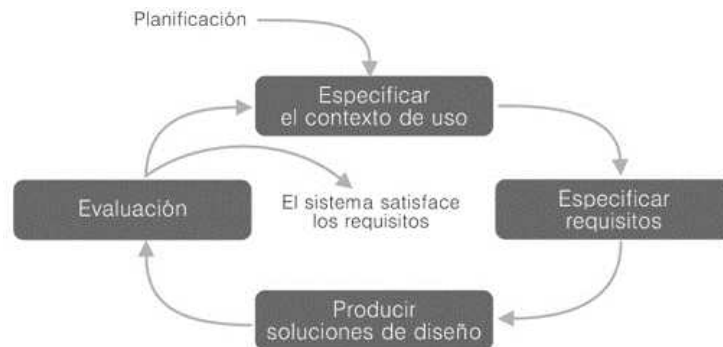 Planificación
Especificar
el contexto de uso
Evaluación
El sistema satisface
los requisitos
Especificar
requisitos
Producir
soluciones de diseño